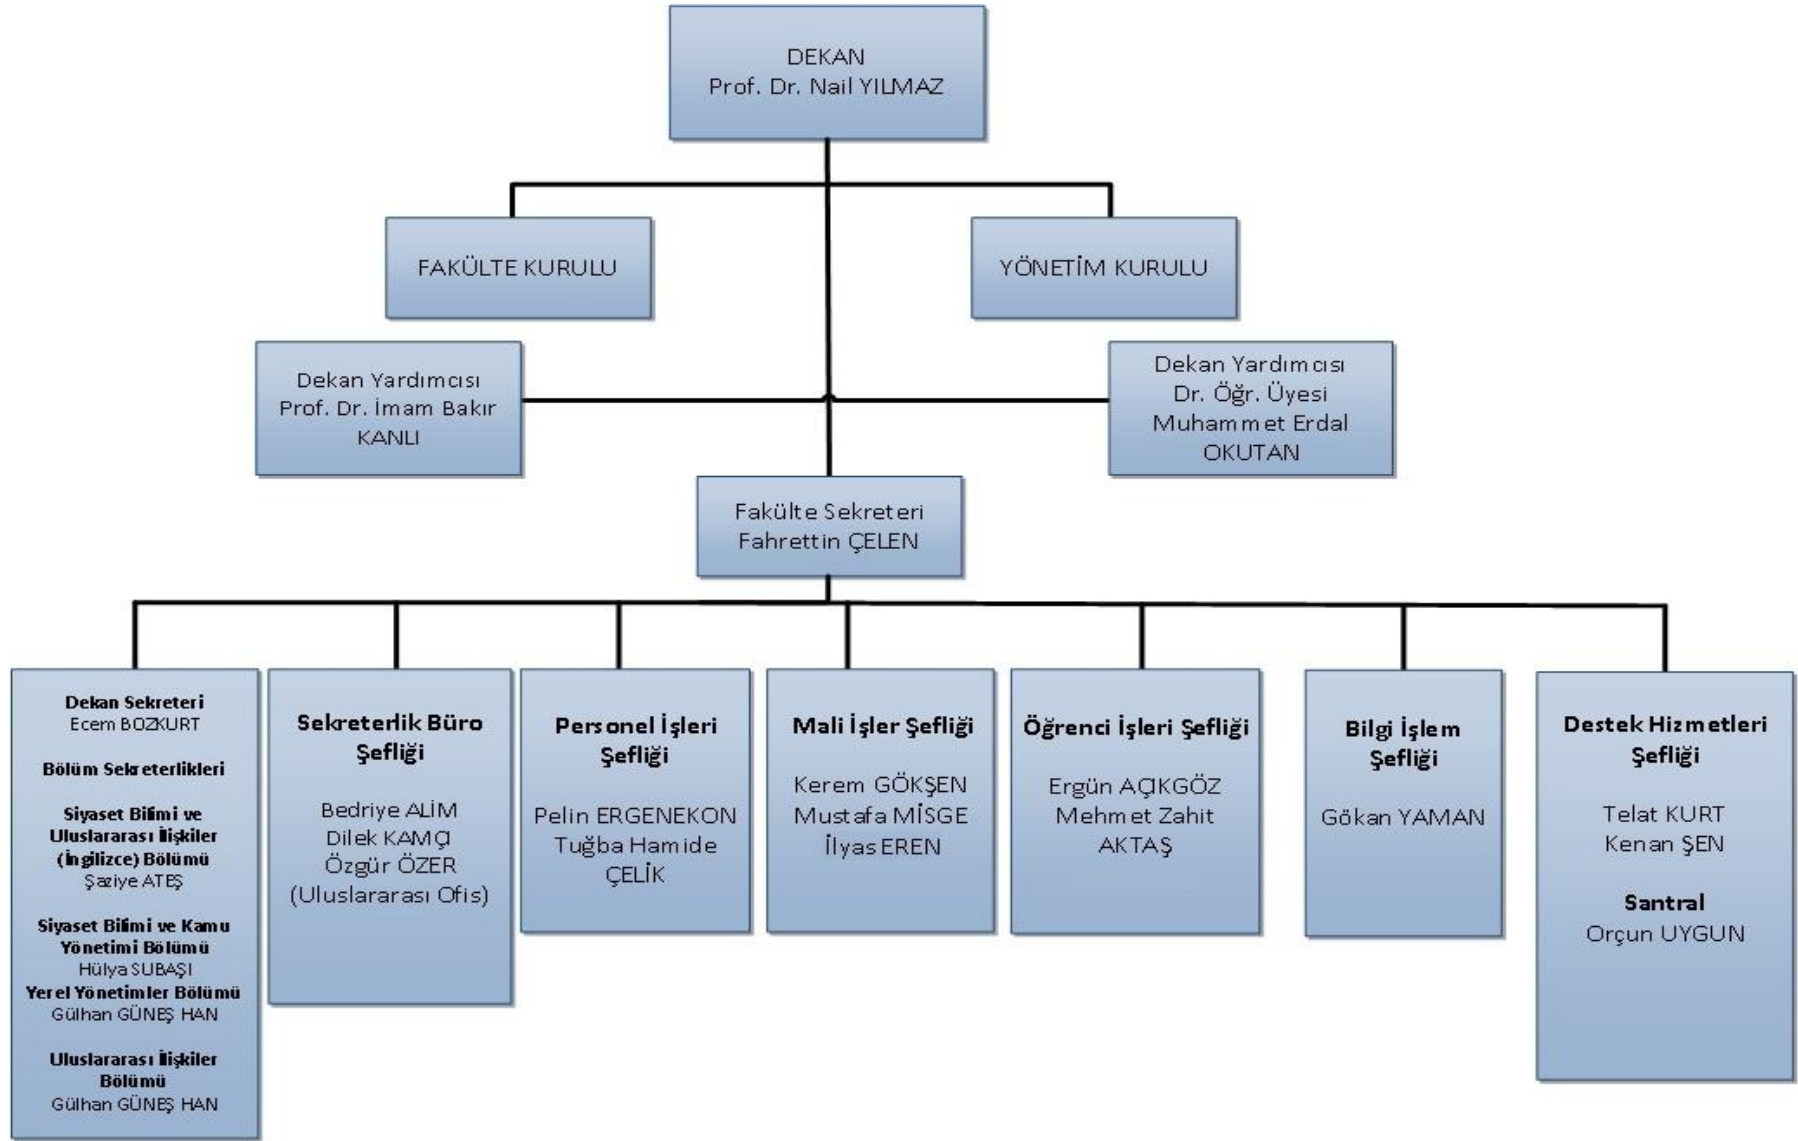 DEKAN
Prof. Dr. Nail YILMAZ
FAKÜLTE KURULU
YÖNETİM KURULU
Dekan Yardımcısı
Prof. Dr. İmam Bakır
KANLI
Dekan Yardımcısı
Dr. Öğr. Üyesi
Muhammet Erdal
OKUTAN
Fakülte Sekreteri
Fahrettin ÇELEN
Dekan Sekreteri
Ecem BOZKURT
Bölüm Sekreterlikleri
Siyaset Bilimi ve
Uluslararası İlişkiler
(İngilizce) Bölümü
Şaziye ATEŞ
Siyaset Bilimi ve Kamu
Yönetimi Bölümü
Hülya SUBAŞI
Yerel Yönetimler Bölümü
Gülhan GÜNEŞ HAN
Uluslararası İlişkiler
Bölümü
Gülhan GÜNEŞ HAN
Sekreterlik Büro
Şefliği
Bedriye ALİM
Dilek KAMÇI
Özgür ÖZER
(Uluslararası Ofis)
Personel İşleri
Şefliği
Pelin ERGENEKON
Tuğba Hamide
ÇELİK
Mali İşler Şefliği
Kerem GÖKŞEN
Mustafa MİSGE
İlyas EREN
Öğrenci İşleri Şefliği
Ergün AÇIKGÖZ
Mehmet Zahit
AKTAŞ
Bilgi İşlem
Şefliği
Gökan YAMAN
Destek Hizmetleri
Şefliği
Telat KURT
Kenan ŞEN
Santral
Orçun UYGUN